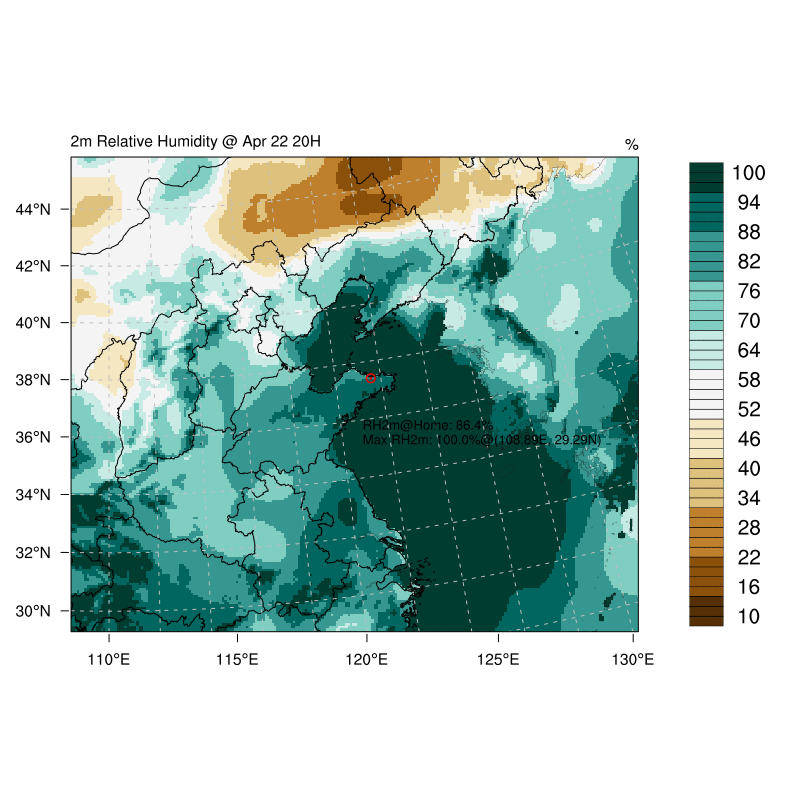 2m Relative Humidity @ Apr 22 20H
%
100
94
88
82
76
70
64
58
52
46
40
34
28
22
16
10
44°N
42°N
40°N
38°N
36°N
34°N
32°N
30°N
RH2m@Home: 86.4%
Max RH2m: 100.0%@(108.89E, 29.29N)
110°E 115°E 120°E 125°E 130°E